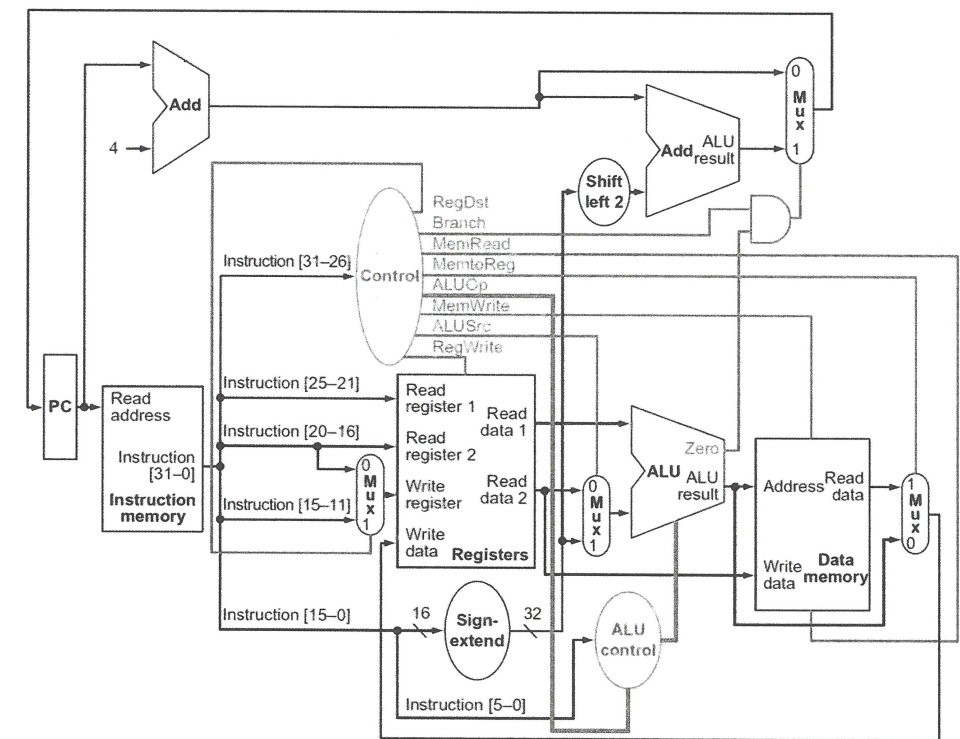 Add
4
Add
ALU
result
0
Mux
1
Shift
left 2
RegDst
Branch
MemRead
MemtoReg
ALUOp
MemWrite
ALUSrc
RegWrite
Control
Instruction [31–26]
PC
Read
address
Instruction
[31–0]
Instruction
memory
Instruction [25–21]
Instruction [20–16]
Instruction [15–11]
0
Mux
1
Read
register 1
Read
register 2
Write
register
Write
data
Read
data 1
Read
data 2
Registers
0
Mux
1
Zero
ALU
ALU
result
Address
Read
data
Write
data
Data
memory
1
Mux
0
Instruction [15–0]
16
Sign-
extend
32
ALU
control
Instruction [5–0]